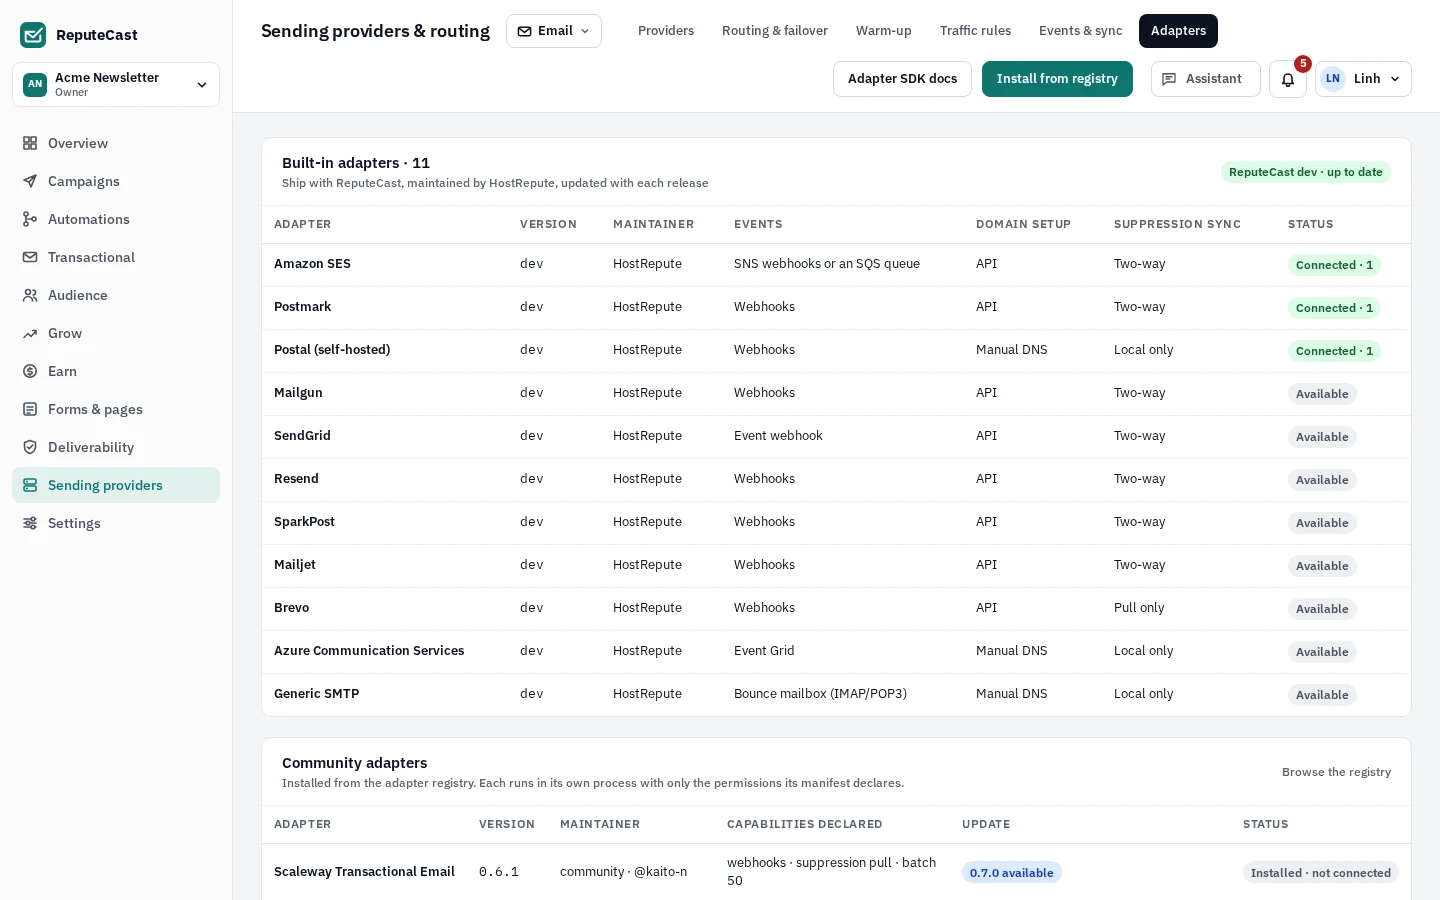 ReputeCast
AN
Acme Newsletter
Owner
Overview
Campaigns
Automations
Transactional
Audience
Grow
Earn
Forms & pages
Deliverability
Sending providers
Settings
Sending providers & routing
Email
Providers
Routing & failover
Warm-up
Traffic rules
Events & sync
Adapters
Adapter SDK docs
Install from registry
Assistant
5
LN
Linh
Built-in adapters · 11
Ship with ReputeCast, maintained by HostRepute, updated with each release
ReputeCast dev · up to date
ADAPTER VERSION MAINTAINER EVENTS DOMAIN SETUP SUPPRESSION SYNC STATUS
Amazon SES dev HostRepute SNS webhooks or an SQS queue API Two-way Connected · 1
Postmark dev HostRepute Webhooks API Two-way Connected · 1
Postal (self-hosted) dev HostRepute Webhooks Manual DNS Local only Connected · 1
Mailgun dev HostRepute Webhooks API Two-way Available
SendGrid dev HostRepute Event webhook API Two-way Available
Resend dev HostRepute Webhooks API Two-way Available
SparkPost dev HostRepute Webhooks API Two-way Available
Mailjet dev HostRepute Webhooks API Two-way Available
Brevo dev HostRepute Webhooks API Pull only Available
Azure Communication Services dev HostRepute Event Grid Manual DNS Local only Available
Generic SMTP dev HostRepute Bounce mailbox (IMAP/POP3) Manual DNS Local only Available
Community adapters
Installed from the adapter registry. Each runs in its own process with only the permissions its manifest declares.
Browse the registry
ADAPTER VERSION MAINTAINER CAPABILITIES DECLARED UPDATE STATUS
Scaleway Transactional Email 0.6.1 community · @kaito-n webhooks · suppression pull · batch 0.7.0 available Installed · not connected
50